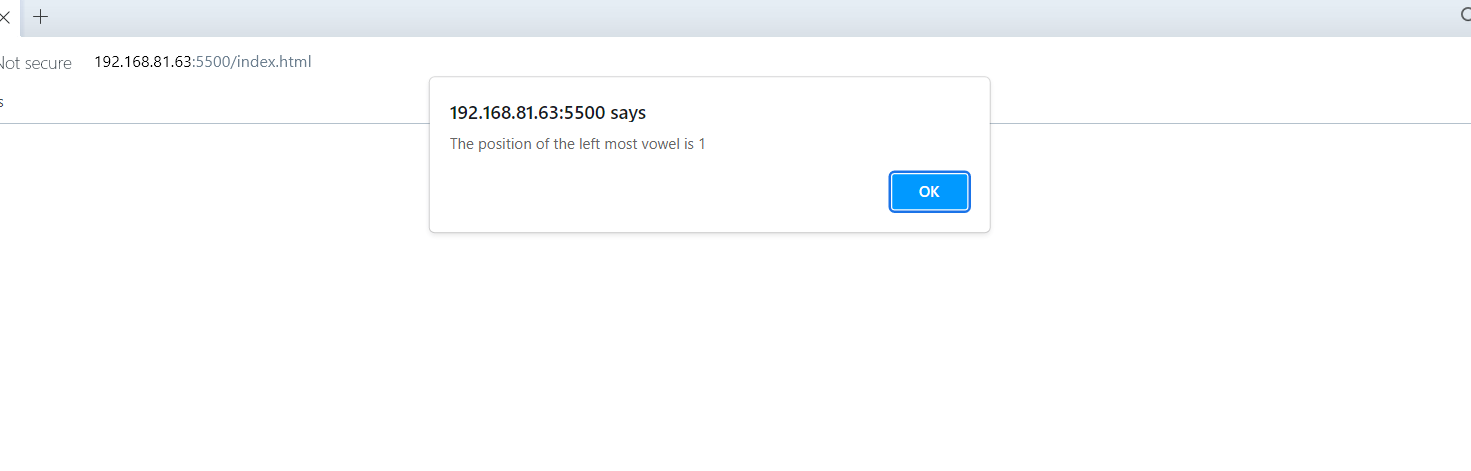 Not secure 192.168.81.63:5500/index.html
s
192.168.81.63:5500 says
The position of the left most vowel is 1
OK